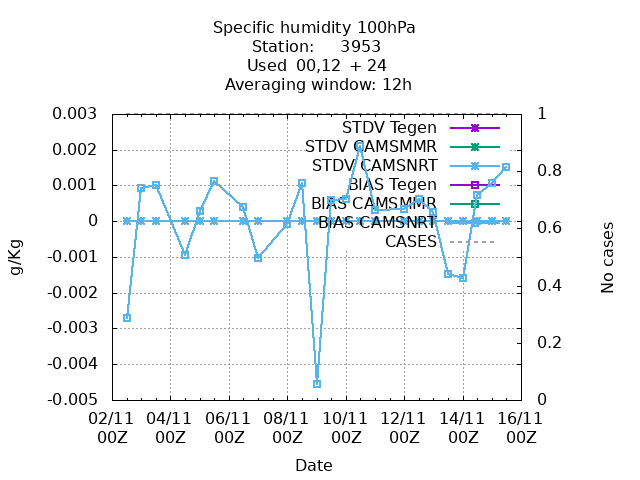 Specific humidity 100hPa
Station: 3953
Used 00,12 + 24
Averaging window: 12h
0.003
0.002
0.001
0
-0.001
-0.002
-0.003
-0.004
-0.005
g/Kg
1
0.8
0.6
0.4
0.2
0
No cases
STDV Tegen
STDV CAMSMMR
STDV CAMSNRT
BIAS Tegen
BIAS CAMSMMR
BIAS CAMSNRT
CASES
02/11 04/11 06/11 08/11 10/11 12/11 14/11 16/11
00Z 00Z 00Z 00Z 00Z 00Z 00Z 00Z
Date